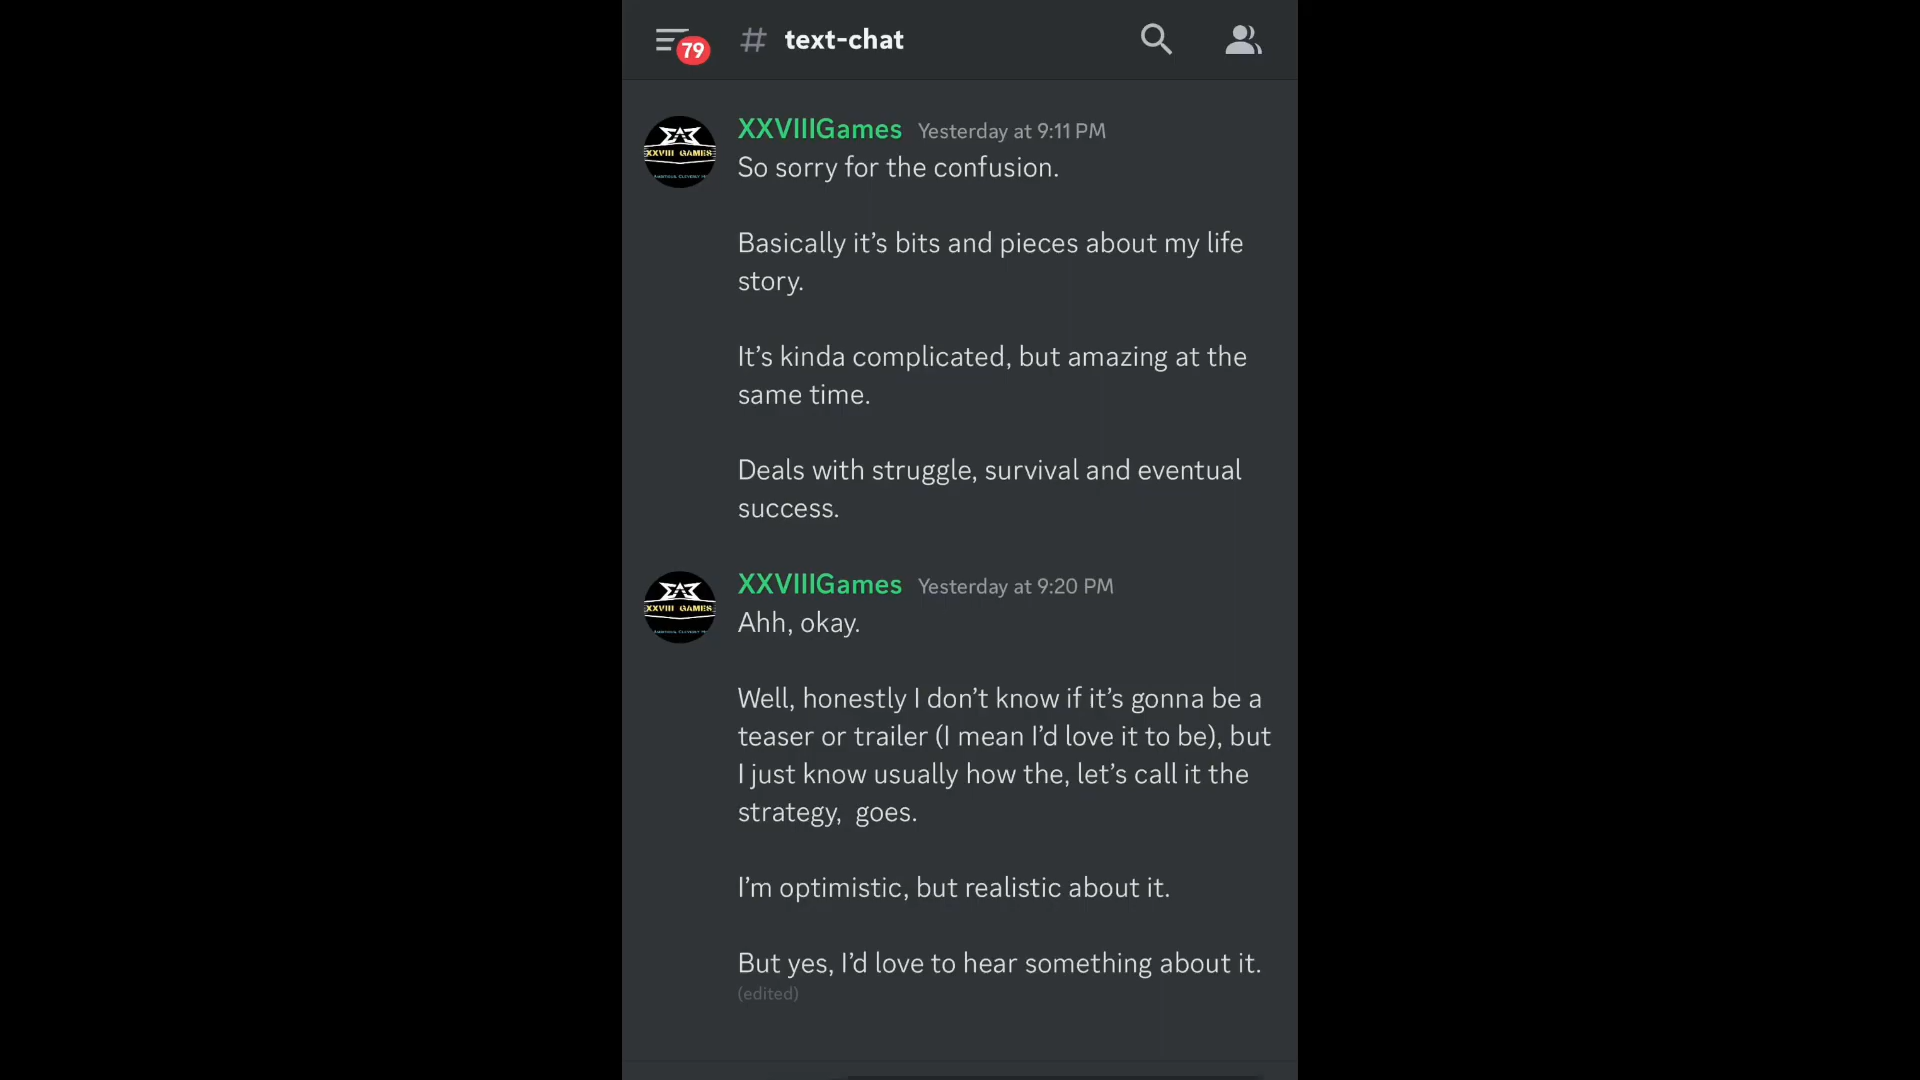 79 # text-chat
XXVIIIGames Yesterday at 9:11 PM
XXVIII GAMES
So sorry for the confusion.
Basically it's bits and pieces about my life
story.
It's kinda complicated, but amazing at the
same time.
Deals with struggle, survival and eventual
success.
XXVIIIGames Yesterday at 9:20 PM
XXVIII GAMES
Ahh, okay.
Well, honestly I don't know if it's gonna be a
teaser or trailer (I mean I'd love it to be), but
I just know usually how the, let's call it the
strategy,  goes.
I'm optimistic, but realistic about it.
But yes, I'd love to hear something about it.
(edited)